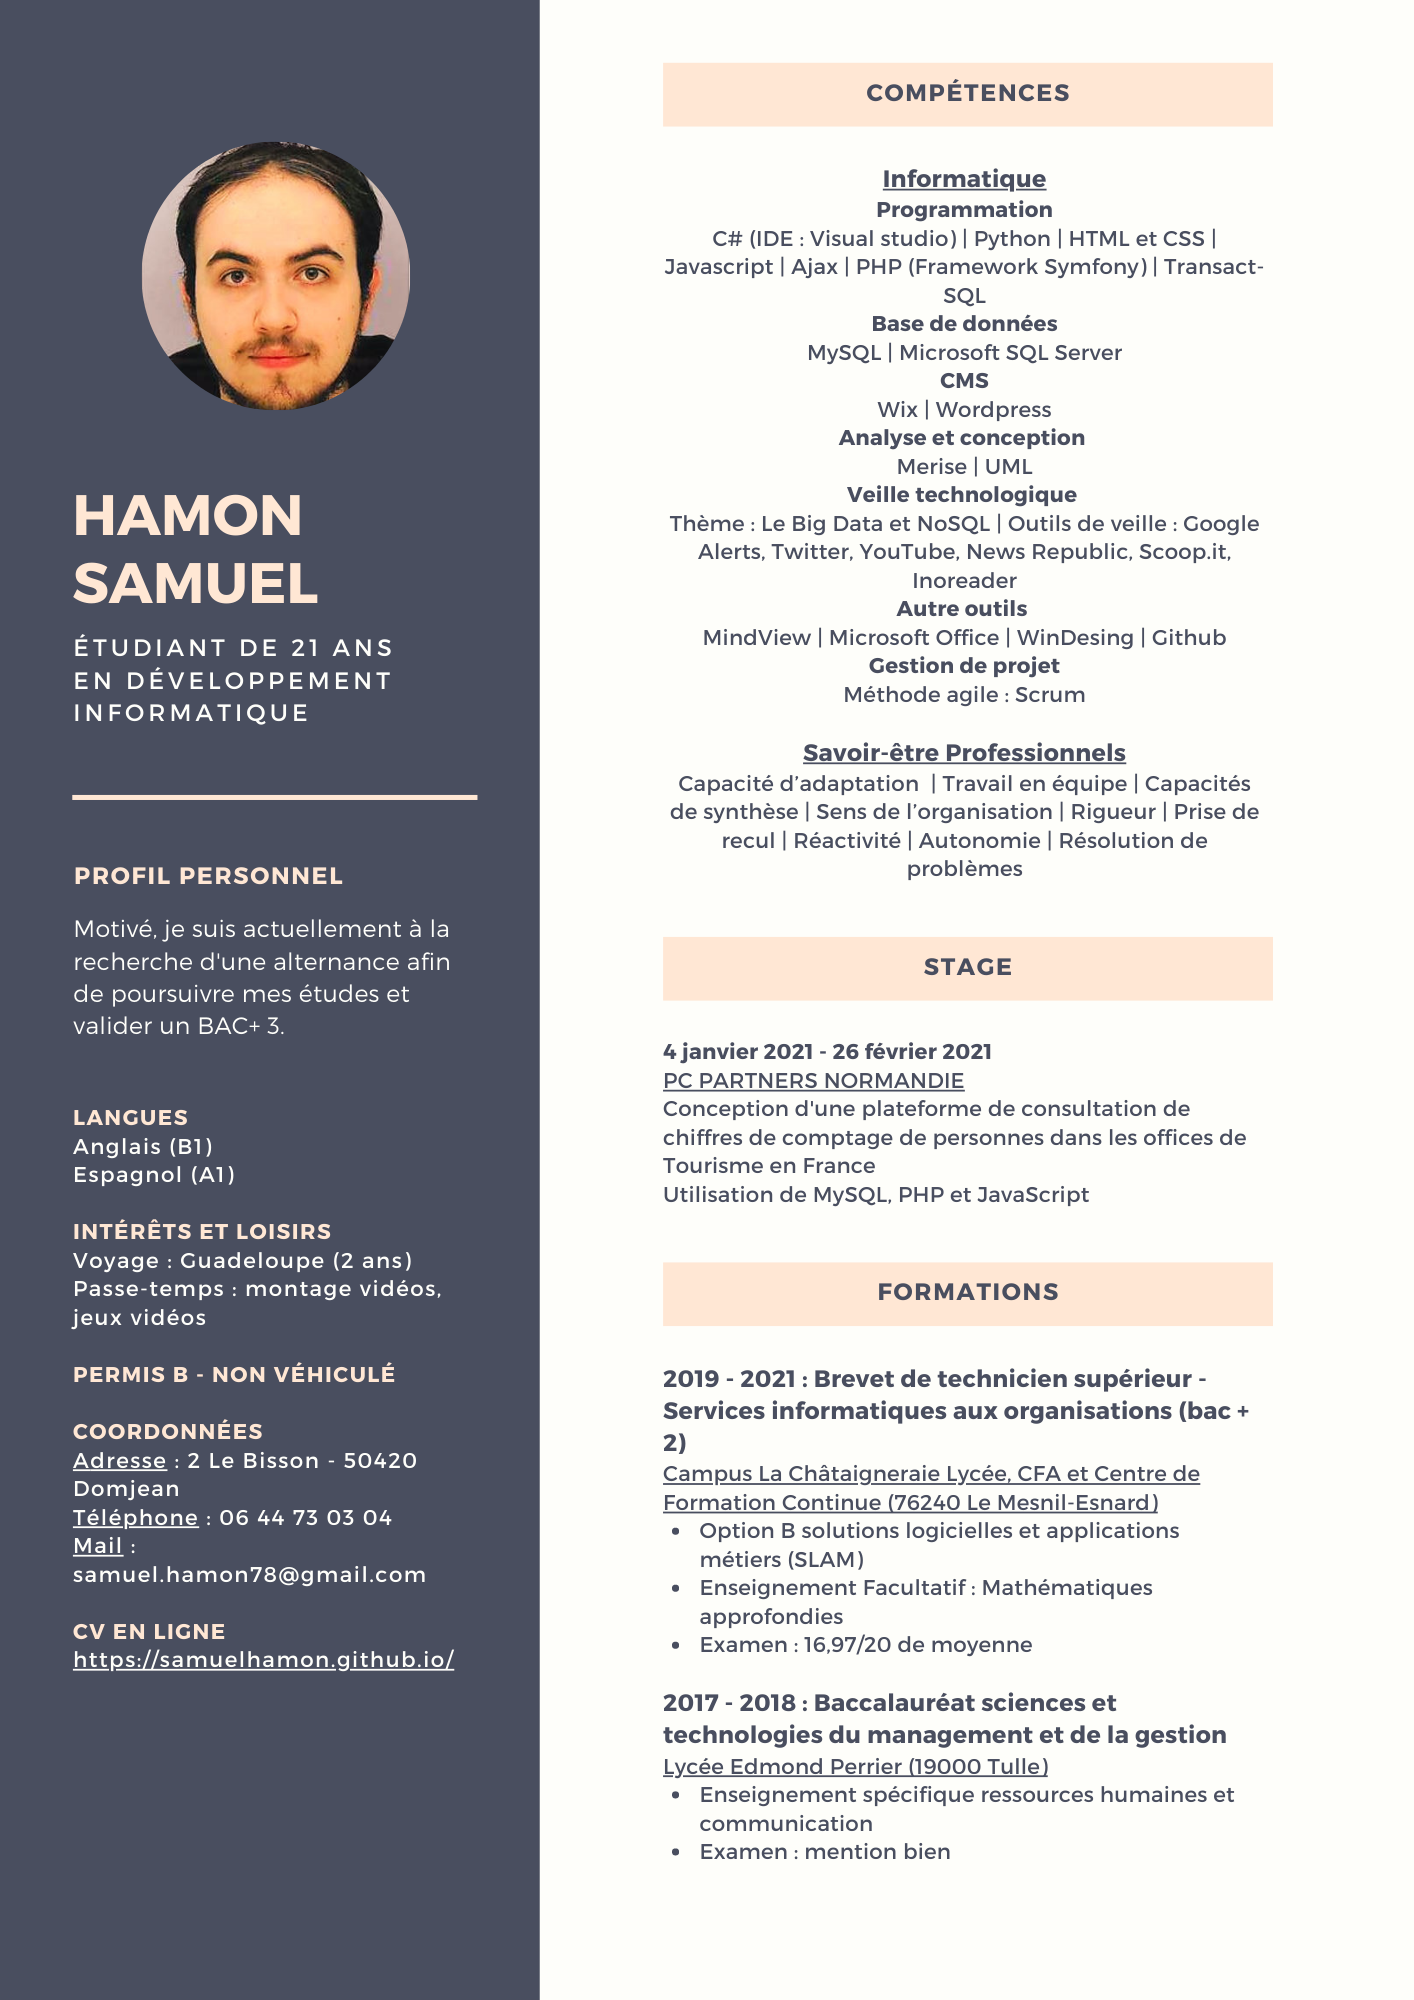 HAMON
SAMUEL
ÉTUDIANT DE 21 ANS
EN DÉVELOPPEMENT
INFORMATIQUE
PROFIL PERSONNEL
Motivé, je suis actuellement à la
recherche d'une alternance afin
de poursuivre mes études et
valider un BAC+ 3.
LANGUES
Anglais (B1)
Espagnol (A1)
INTÉRÊTS ET LOISIRS
Voyage : Guadeloupe (2 ans)
Passe-temps : montage vidéos,
jeux vidéos
PERMIS B - NON VÉHICULÉ
COORDONNÉES
Adresse : 2 Le Bisson - 50420
Domjean
Téléphone : 06 44 73 03 04
Mail :
samuel.hamon78@gmail.com
CV EN LIGNE
https://samuelhamon.github.io/
COMPÉTENCES
Informatique
Programmation
C# (IDE : Visual studio) | Python | HTML et CSS |
Javascript | Ajax | PHP (Framework Symfony) | Transact-
SQL
Base de données
MySQL | Microsoft SQL Server
CMS
Wix | Wordpress
Analyse et conception
Merise | UML
Veille technologique
Thème : Le Big Data et NoSQL | Outils de veille : Google
Alerts, Twitter, YouTube, News Republic, Scoop.it,
Inoreader
Autre outils
MindView | Microsoft Office | WinDesing | Github
Gestion de projet
Méthode agile : Scrum
Savoir-être Professionnels
Capacité d’adaptation | Travail en équipe | Capacités
de synthèse | Sens de l’organisation | Rigueur | Prise de
recul | Réactivité | Autonomie | Résolution de
problèmes
STAGE
4 janvier 2021 - 26 février 2021
PC PARTNERS NORMANDIE
Conception d'une plateforme de consultation de
chiffres de comptage de personnes dans les offices de
Tourisme en France
Utilisation de MySQL, PHP et JavaScript
FORMATIONS
2019 - 2021 : Brevet de technicien supérieur -
Services informatiques aux organisations (bac +
2)
Campus La Châtaigneraie Lycée, CFA et Centre de
Formation Continue (76240 Le Mesnil-Esnard)
• Option B solutions logicielles et applications
métiers (SLAM)
• Enseignement Facultatif : Mathématiques
approfondies
• Examen : 16,97/20 de moyenne
2017 - 2018 : Baccalauréat sciences et
technologies du management et de la gestion
Lycée Edmond Perrier (19000 Tulle)
• Enseignement spécifique ressources humaines et
communication
• Examen : mention bien